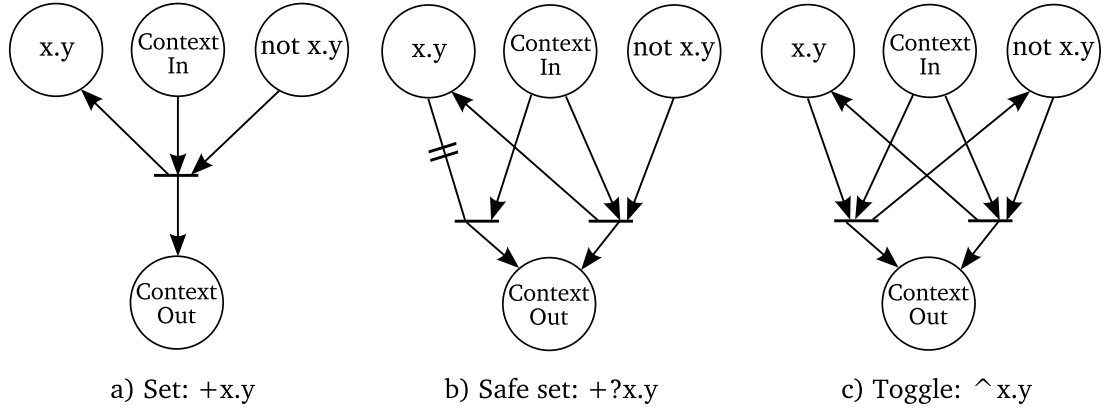 x.y
Context
In
not x.y
x.y
Context
In
not x.y
x.y
Context
In
not x.y
Context
Out
Context
Out
Context
Out
a) Set: +x.y
b) Safe set: +?x.y
c) Toggle: ^x.y